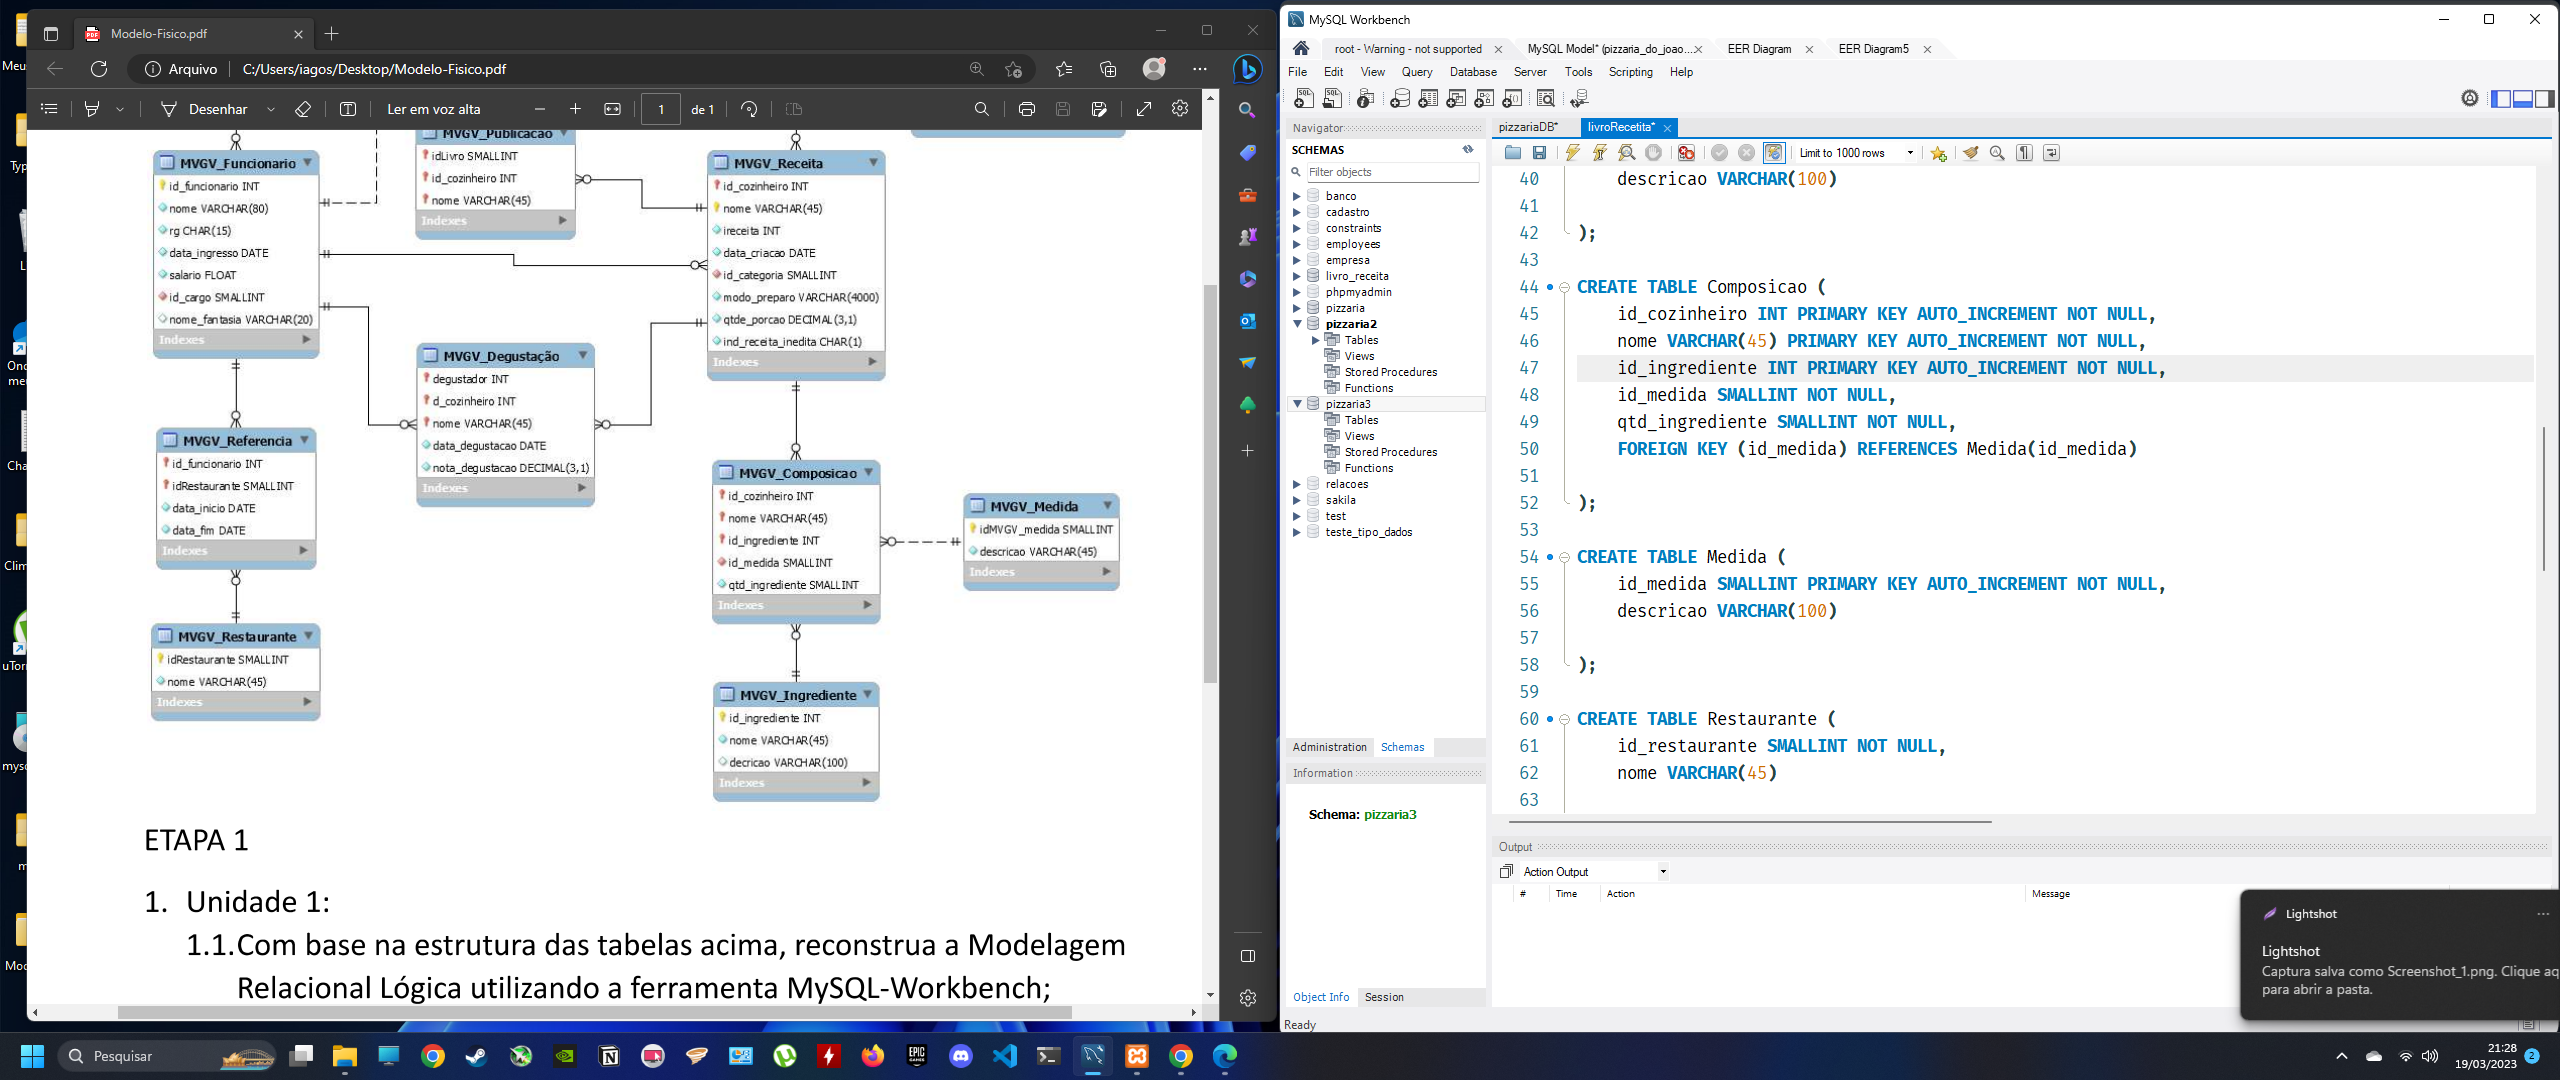 Modelo-Fisico.pdf
Arquivo
C:/Users/iagos/Desktop/Modelo-Fisico.pdf
Desenhar
Ler em voz alta
1
de 1
MVGV_Publicacao
idLivro SMALLINT
id_cozinheiro INT
nome VARCHAR(45)
Indexes
MVGV_Funcionario
id_funcionario INT
nome VARCHAR(80)
rg CHAR(15)
data_ingresso DATE
salario FLOAT
id_cargo SMALLINT
nome_fantasia VARCHAR(20)
Indexes
MVGV_Receita
id_cozinheiro INT
nome VARCHAR(45)
ireceita INT
data_criacao DATE
id_categoria SMALLINT
modo_preparo VARCHAR(4000)
qtde_porcao DECIMAL(3,1)
ind_receita_inedita CHAR(1)
Indexes
MVGV_Degustação
degustador INT
d_cozinheiro INT
nome VARCHAR(45)
data_degustacao DATE
nota_degustacao DECIMAL(3,1)
Indexes
MVGV_Referencia
id_funcionario INT
idRestaurante SMALLINT
data_inicio DATE
data_fim DATE
Indexes
MVGV_Composicao
id_cozinheiro INT
nome VARCHAR(45)
id_ingrediente INT
id_medida SMALLINT
qtd_ingrediente SMALLINT
Indexes
MVGV_Medida
idMVGV_medida SMALLINT
descricao VARCHAR(45)
Indexes
MVGV_Restaurante
idRestaurante SMALLINT
nome VARCHAR(45)
Indexes
MVGV_Ingrediente
id_ingrediente INT
nome VARCHAR(45)
decricao VARCHAR(100)
Indexes
ETAPA 1
1. Unidade 1:
1.1.Com base na estrutura das tabelas acima, reconstrua a Modelagem
Relacional Lógica utilizando a ferramenta MySQL-Workbench;
MySQL Workbench
root - Warning - not supported
MySQL Model* (pizzaria_do_joao...
EER Diagram
EER Diagram5
File Edit View Query Database Server Tools Scripting Help
Navigator
SCHEMAS
Filter objects
banco
cadastro
constraints
employees
empresa
livro_receita
phpmyadmin
pizzaria
pizzaria2
Tables
Views
Stored Procedures
Functions
pizzaria3
Tables
Views
Stored Procedures
Functions
relacoes
sakila
test
teste_tipo_dados
Administration Schemas
Information
Schema: pizzaria3
Object Info Session
Ready
pizzariaDB*
livroRecetita*
Limit to 1000 rows
40 descricao VARCHAR(100)
41
42 );
43
44 CREATE TABLE Composicao (
45 id_cozinheiro INT PRIMARY KEY AUTO_INCREMENT NOT NULL,
46 nome VARCHAR(45) PRIMARY KEY AUTO_INCREMENT NOT NULL,
47 id_ingrediente INT PRIMARY KEY AUTO_INCREMENT NOT NULL,
48 id_medida SMALLINT NOT NULL,
49 qtd_ingrediente SMALLINT NOT NULL,
50 FOREIGN KEY (id_medida) REFERENCES Medida(id_medida)
51
52 );
53
54 CREATE TABLE Medida (
55 id_medida SMALLINT PRIMARY KEY AUTO_INCREMENT NOT NULL,
56 descricao VARCHAR(100)
57
58 );
59
60 CREATE TABLE Restaurante (
61 id_restaurante SMALLINT NOT NULL,
62 nome VARCHAR(45)
63
Output
Action Output
# Time Action Message
Lightshot
Lightshot
Captura salva como Screenshot_1.png. Clique aq
para abrir a pasta.
Pesquisar
21:28
19/03/2023
2